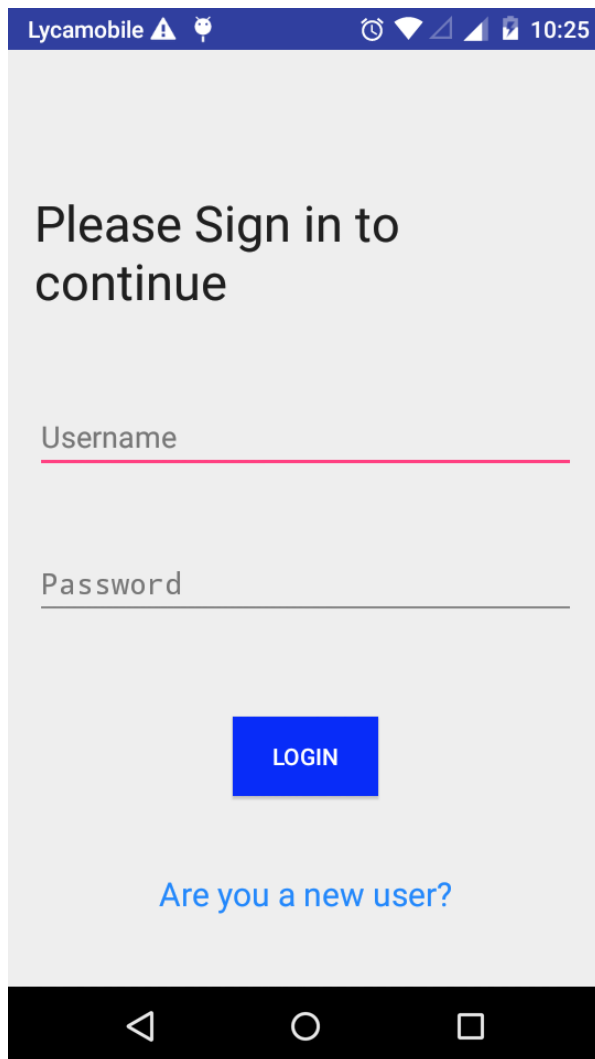 Lycamobile 10:25
Please Sign in to
continue
Username
Password
LOGIN
Are you a new user?